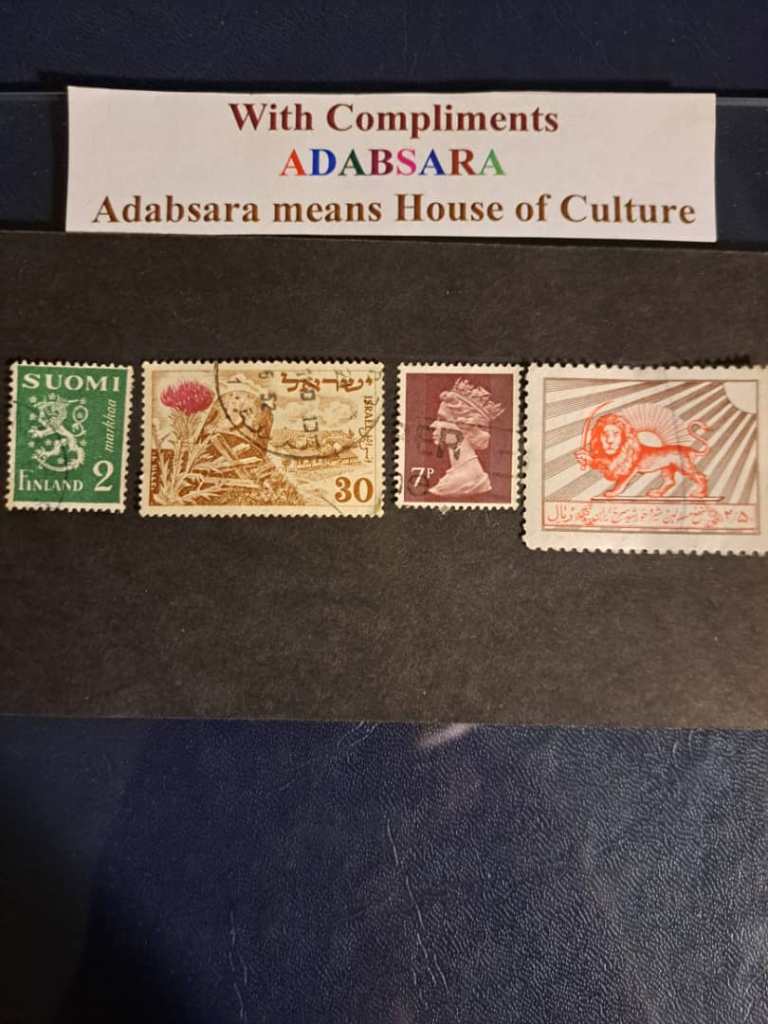 With Compliments
ADABSARA
Adabsara means House of Culture
SUOMI
markkaa
FINLAND 2
ישראל
ISRAEL
30
7P